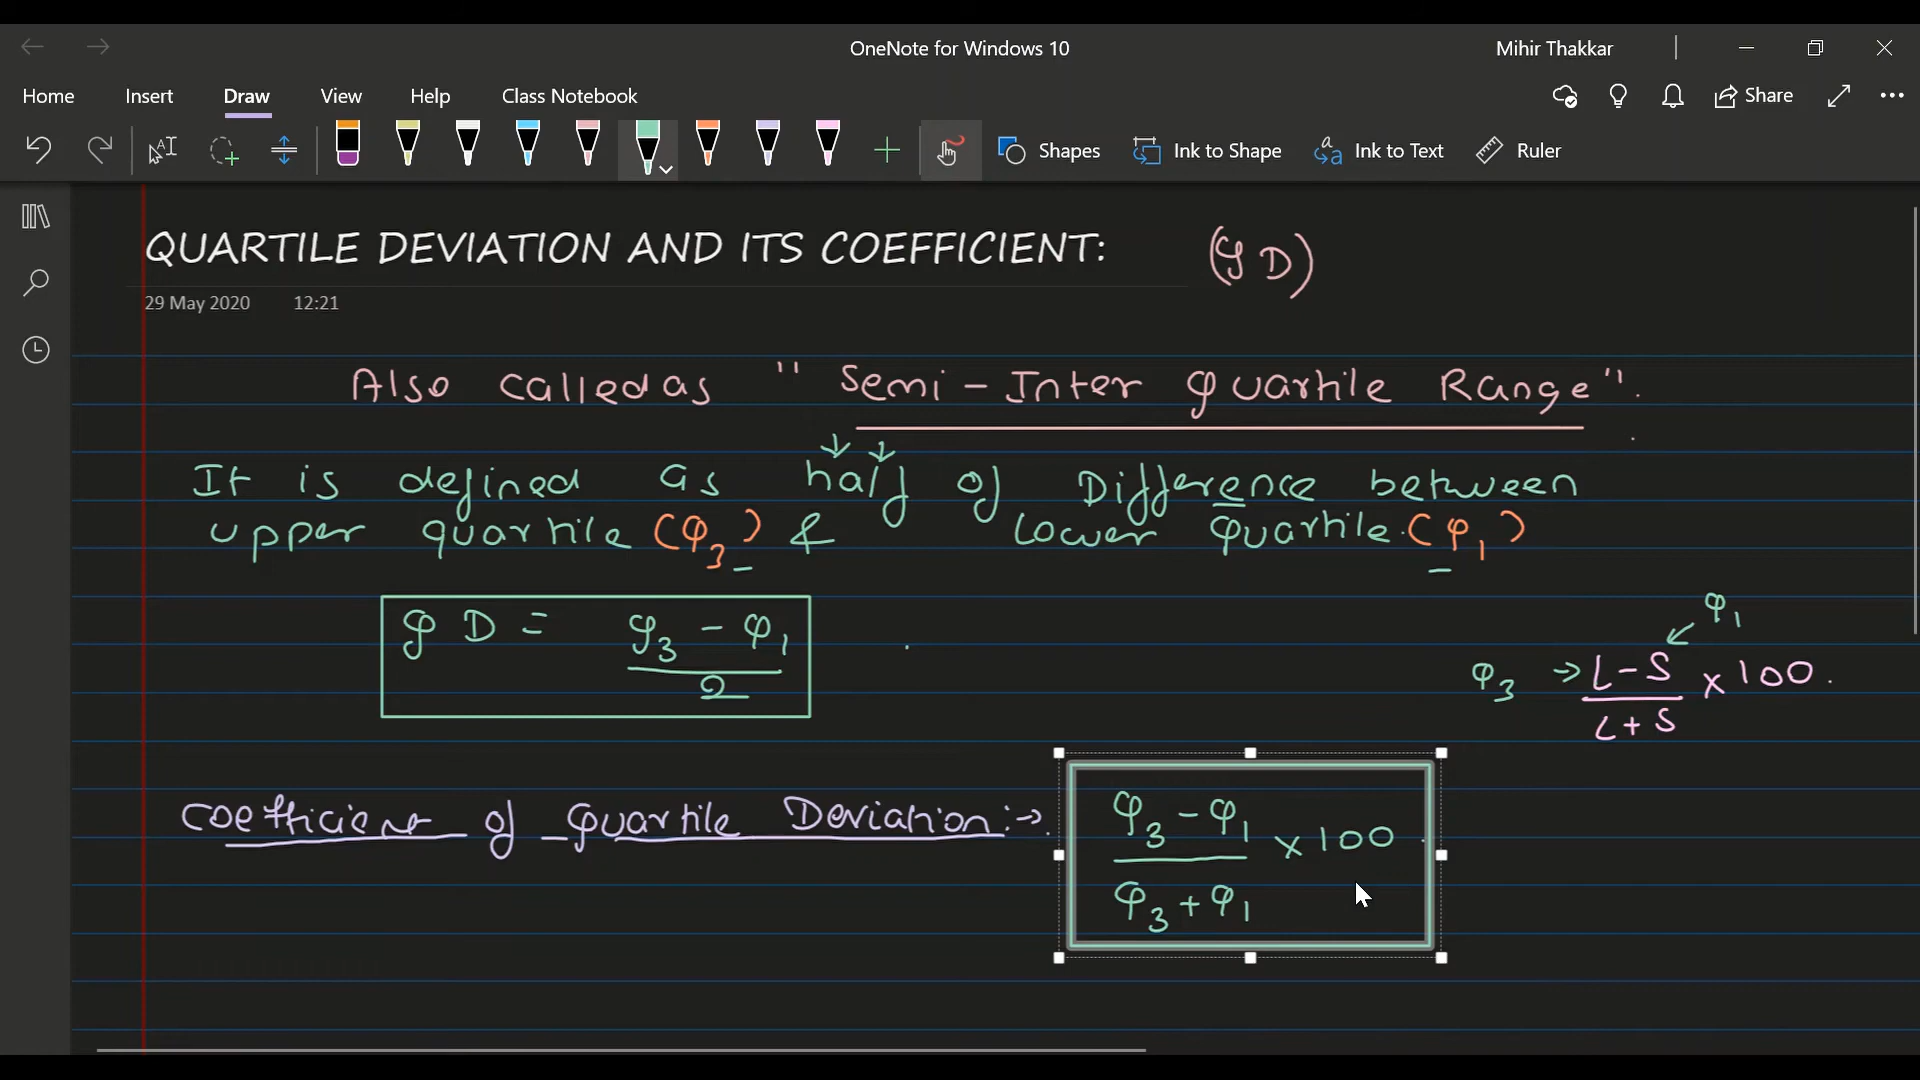 OneNote for Windows 10
Mihir Thakkar
Home Insert Draw View Help Class Notebook Share
Shapes Ink to Shape Ink to Text Ruler
QUARTILE DEVIATION AND ITS COEFFICIENT: (QD)
29 May 2020 12:21
Also called as "Semi-Inter Quartile Range".
It is defined as half of Difference between
upper quartile (Q3) & Lower Quartile. (Q1)
QD = Q3 - Q1
2
Q1
Q3 → L-S x 100.
L+S
Coefficient of Quartile Deviation:→.
Q3 - Q1 x 100
Q3 + Q1